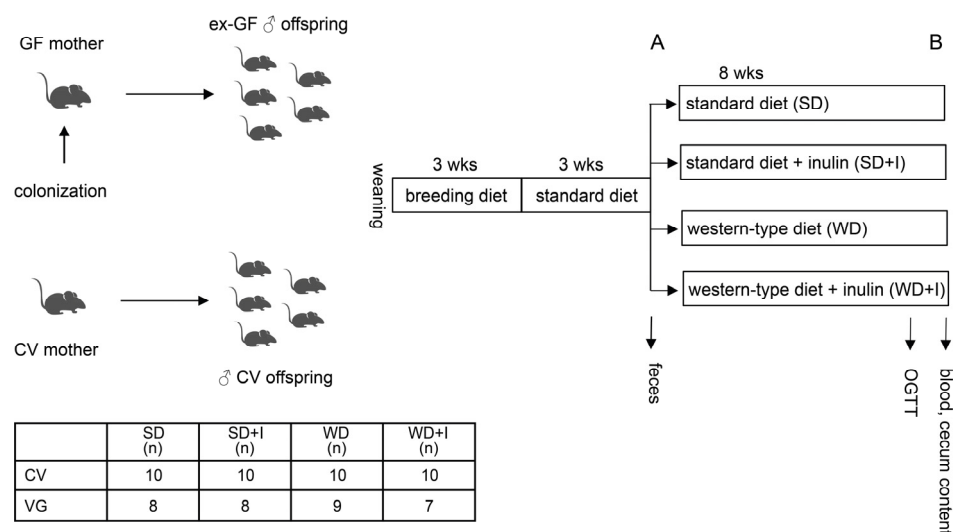 ex-GF ♂ offspring
GF mother
colonization
CV mother
♂ CV offspring
A
B
8 wks
standard diet (SD)
standard diet + inulin (SD+I)
western-type diet (WD)
western-type diet + inulin (WD+I)
weaning
3 wks
3 wks
breeding diet
standard diet
feces
OGTT
blood, cecum content
SD
(n)
SD+I
(n)
WD
(n)
WD+I
(n)
CV
10
10
10
10
VG
8
8
9
7